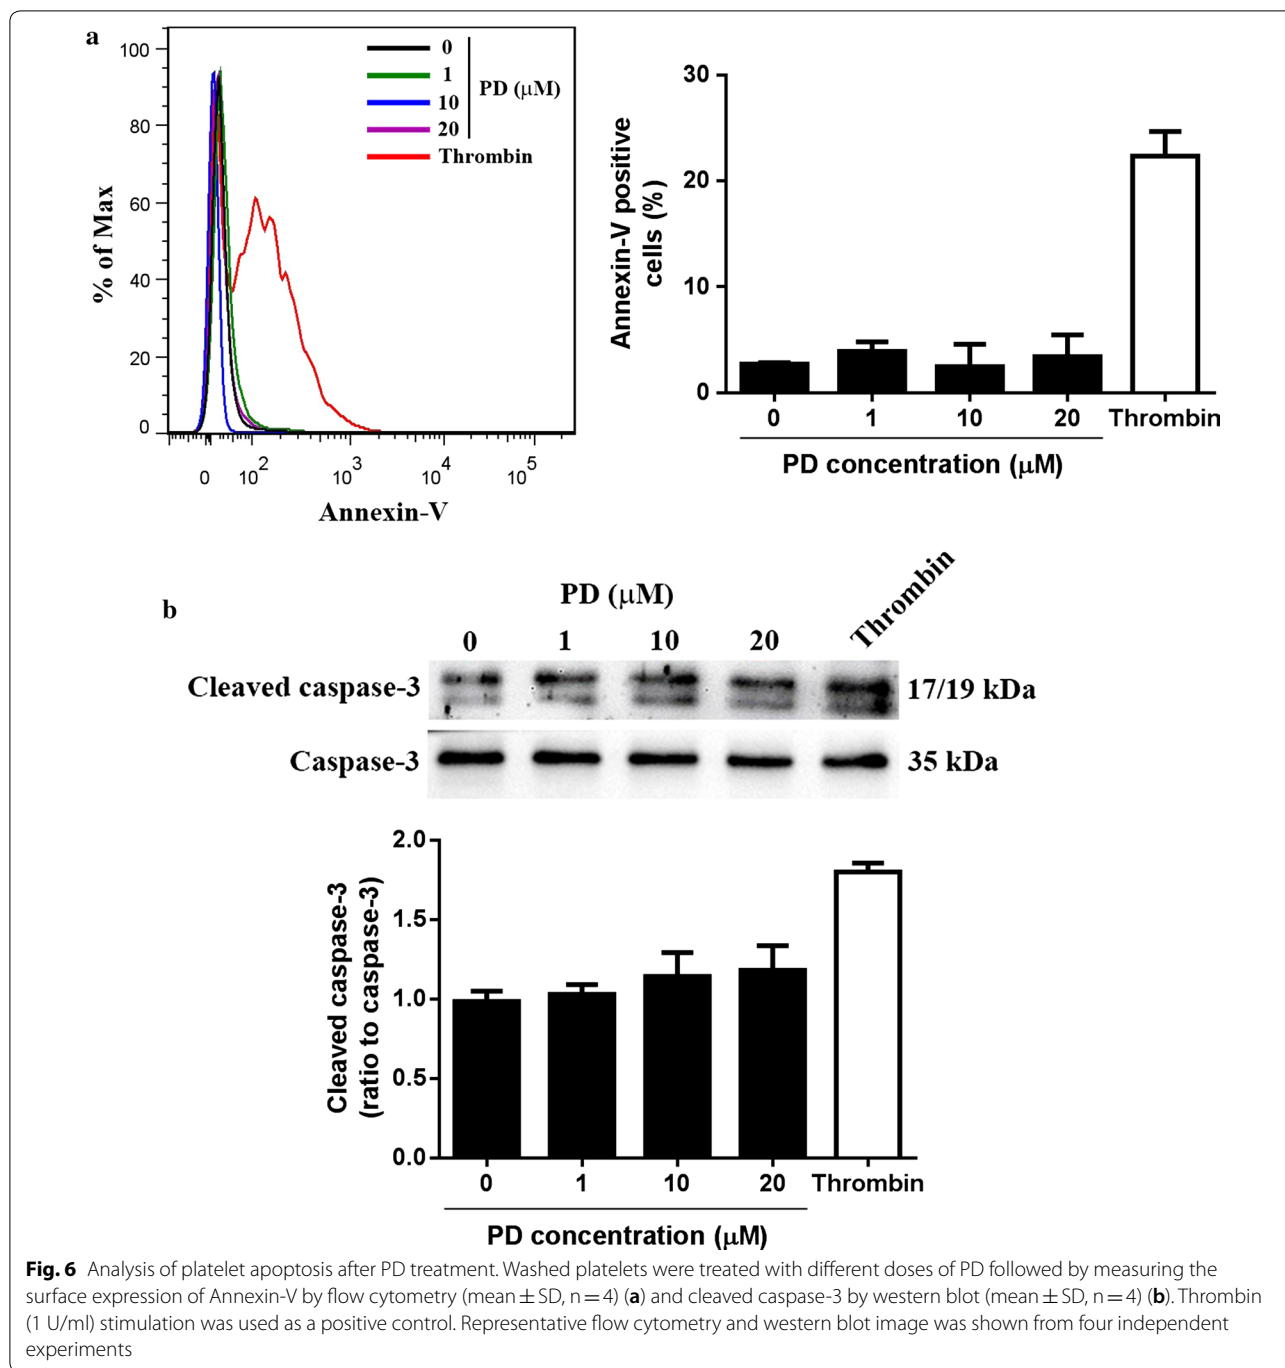 a
100
80
60
40
20
0
% of Max
0
1
10
20
PD (μM)
Thrombin
0 10^2 10^3 10^4 10^5
Annexin-V
30
20
10
0
Annexin-V positive
cells (%)
0 1 10 20 Thrombin
PD concentration (μM)
b
PD (μM)
0 1 10 20 Thrombin
Cleaved caspase-3 17/19 kDa
Caspase-3 35 kDa
2.0
1.5
1.0
0.5
0.0
Cleaved caspase-3
(ratio to caspase-3)
0 1 10 20 Thrombin
PD concentration (μM)
Fig. 6 Analysis of platelet apoptosis after PD treatment. Washed platelets were treated with different doses of PD followed by measuring the
surface expression of Annexin-V by flow cytometry (mean ± SD, n = 4) (a) and cleaved caspase-3 by western blot (mean ± SD, n = 4) (b). Thrombin
(1 U/ml) stimulation was used as a positive control. Representative flow cytometry and western blot image was shown from four independent
experiments